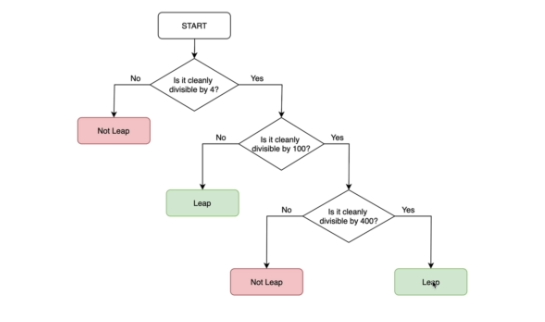 START
Is it cleanly
divisible by 4?
No
Yes
Not Leap
Is it cleanly
divisible by 100?
No
Yes
Leap
Is it cleanly
divisible by 400?
No
Yes
Not Leap
Leap